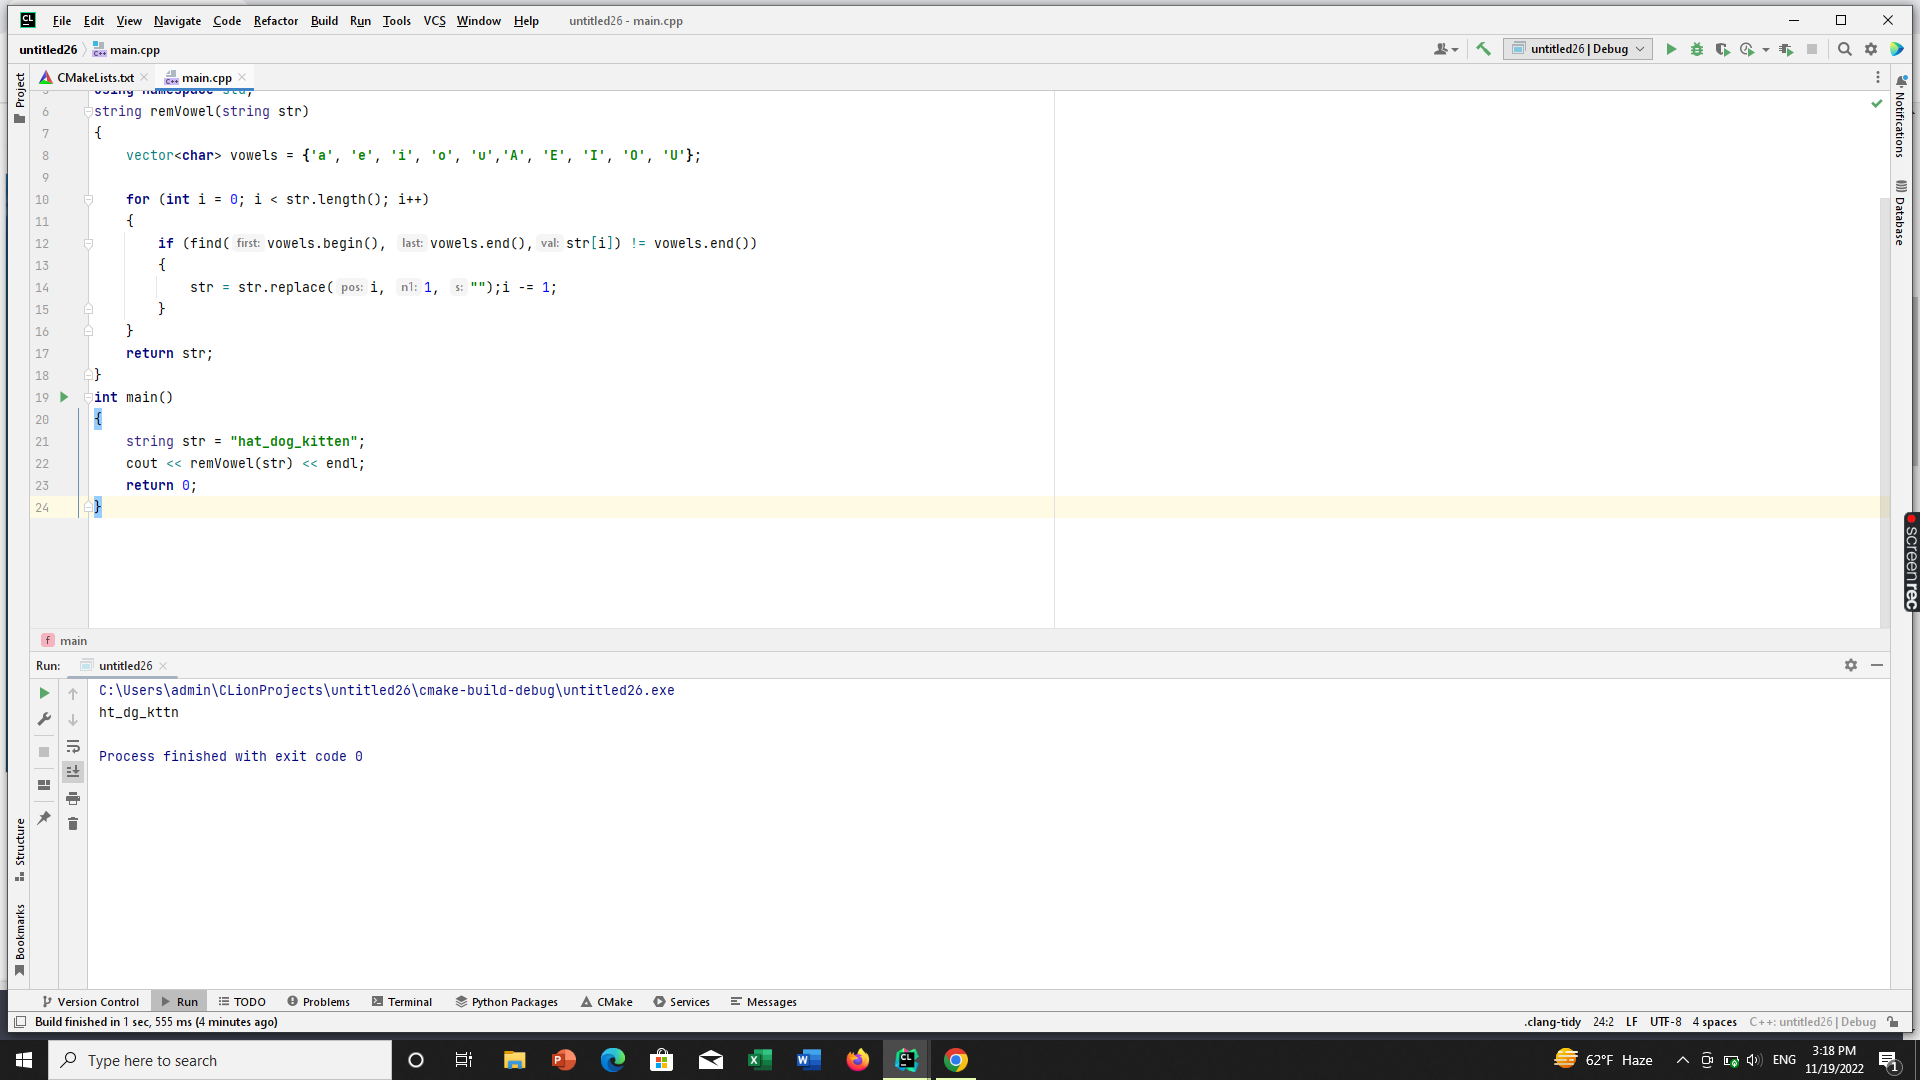 File Edit View Navigate Code Refactor Build Run Tools VCS Window Help untitled26 - main.cpp
untitled26 main.cpp untitled26 | Debug
Project
CMakeLists.txt main.cpp
Notifications
Database
5 using namespace std;
6 string remVowel(string str)
7 {
8 vector<char> vowels = {'a', 'e', 'i', 'o', 'u','A', 'E', 'I', 'O', 'U'};
9
10 for (int i = 0; i < str.length(); i++)
11 {
12 if (find( first: vowels.begin(), last: vowels.end(), val: str[i]) != vowels.end())
13 {
14 str = str.replace( pos: i, n1: 1, s: "");i -= 1;
15 }
16 }
17 return str;
18 }
19 int main()
20 {
21 string str = "hat_dog_kitten";
22 cout << remVowel(str) << endl;
23 return 0;
24 }
screenrec
f main
Run: untitled26
C:\Users\admin\CLionProjects\untitled26\cmake-build-debug\untitled26.exe
ht_dg_kttn
Process finished with exit code 0
Structure
Bookmarks
Version Control Run TODO Problems Terminal Python Packages CMake Services Messages
Build finished in 1 sec, 555 ms (4 minutes ago) .clang-tidy 24:2 LF UTF-8 4 spaces C++: untitled26 | Debug
Type here to search 62°F Haze ENG 3:18 PM
11/19/2022 1